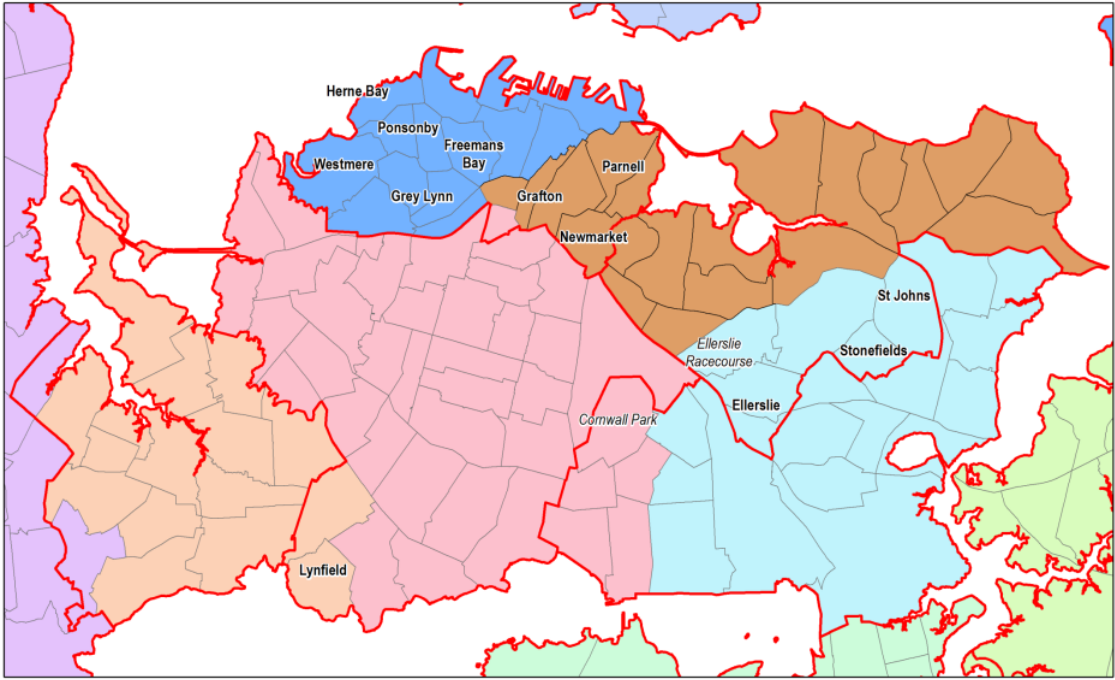 Herne Bay
Ponsonby
Freemans
Bay
Westmere
Parnell
Grey Lynn
Grafton
Newmarket
St Johns
Ellerslie
Racecourse
Stonefields
Ellerslie
Cornwall Park
Lynfield